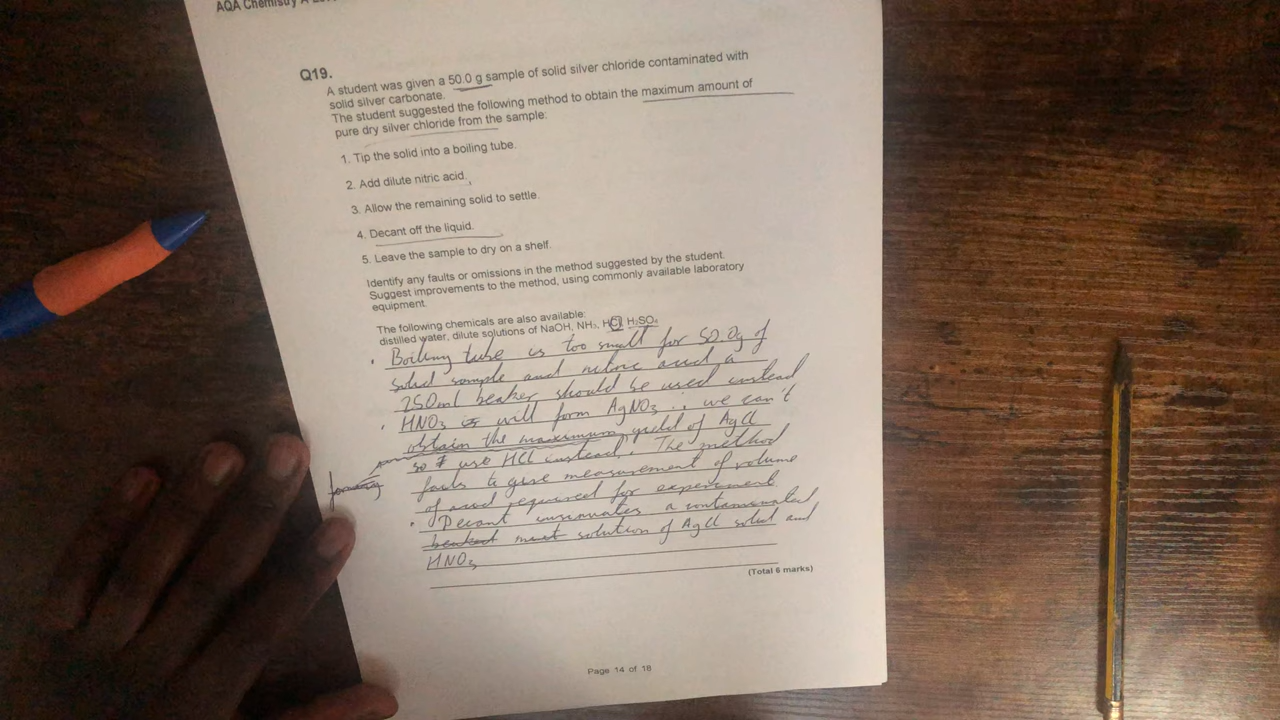 AQA Chemistry A
Q19.
A student was given a 50.0 g sample of solid silver chloride contaminated with
solid silver carbonate.
The student suggested the following method to obtain the maximum amount of
pure dry silver chloride from the sample:
1. Tip the solid into a boiling tube.
2. Add dilute nitric acid.
3. Allow the remaining solid to settle.
4. Decant off the liquid.
5. Leave the sample to dry on a shelf.
Identify any faults or omissions in the method suggested by the student.
Suggest improvements to the method, using commonly available laboratory
equipment.
The following chemicals are also available:
distilled water, dilute solutions of NaOH, NH₃, HCl H₂SO₄
• Boiling tube is too small for 50.0g of
solid sample and nitric acid a
250ml beaker should be used instead
• HNO₃ will form AgNO₃ ∴ we can't
obtain the maximum yield of AgCl
so use HCl instead. The method
fails to give measurement of volume
forming
of acid required for experiment.
• Decant insinuates a contaminated
solution of AgCl solid and
HNO₃
(Total 6 marks)
Page 14 of 18